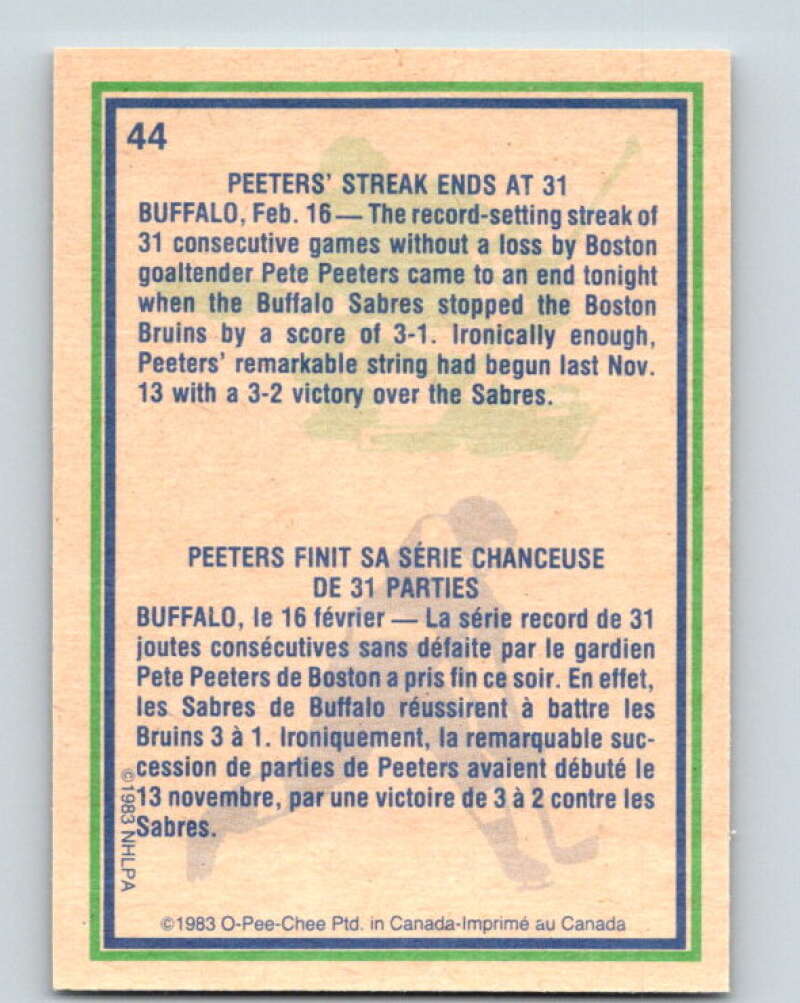 44
PEETERS' STREAK ENDS AT 31
BUFFALO, Feb. 16 — The record-setting streak of
31 consecutive games without a loss by Boston
goaltender Pete Peeters came to an end tonight
when the Buffalo Sabres stopped the Boston
Bruins by a score of 3-1. Ironically enough,
Peeters' remarkable string had begun last Nov.
13 with a 3-2 victory over the Sabres.
PEETERS FINIT SA SÉRIE CHANCEUSE
DE 31 PARTIES
BUFFALO, le 16 février — La série record de 31
joutes consécutives sans défaite par le gardien
Pete Peeters de Boston a pris fin ce soir. En effet,
les Sabres de Buffalo réussirent à battre les
Bruins 3 à 1. Ironiquement, la remarquable suc-
cession de parties de Peeters avaient débuté le
13 novembre, par une victoire de 3 à 2 contre les
Sabres.
©1983 NHLPA
©1983 O-Pee-Chee Ptd. in Canada-Imprimé au Canada